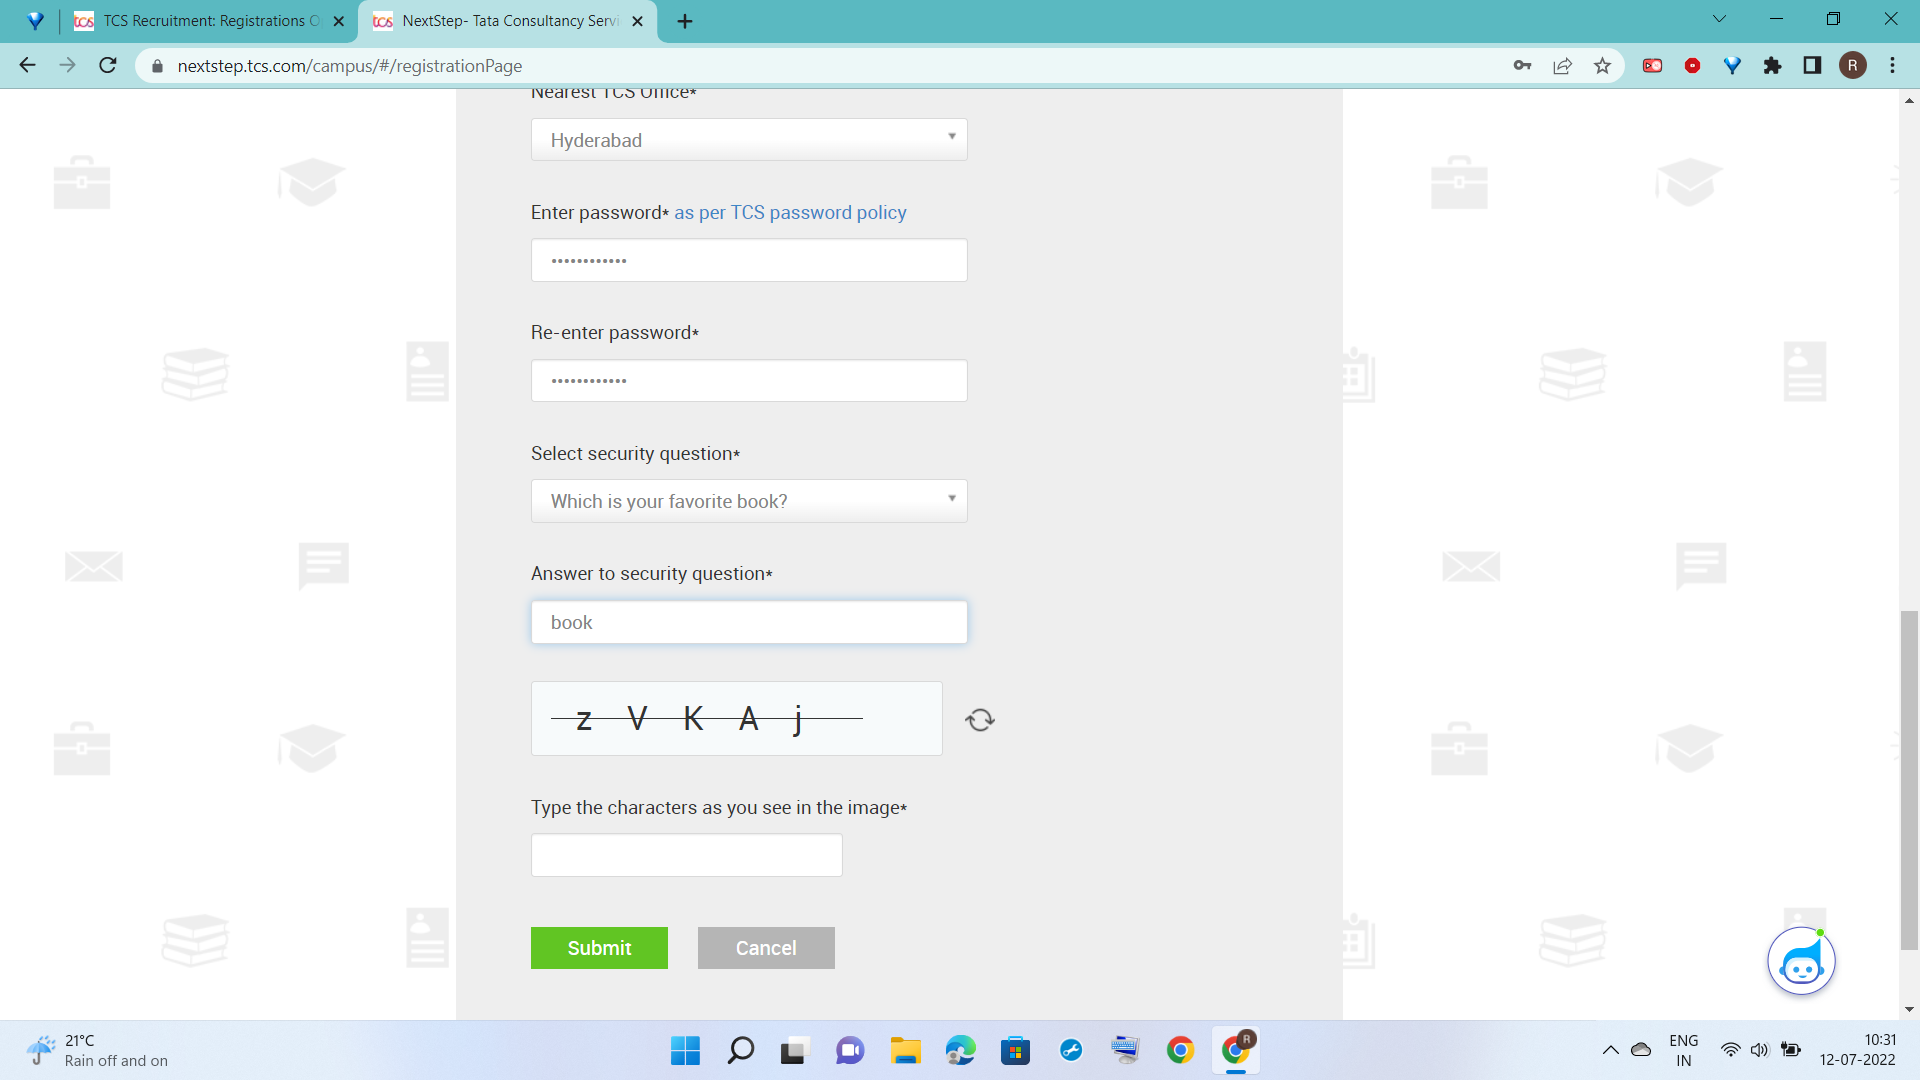 TCS Recruitment: Registrations O
NextStep- Tata Consultancy Servi
nextstep.tcs.com/campus/#/registrationPage
R
Nearest TCS Office*
Hyderabad
Enter password* as per TCS password policy
••••••••••••
Re-enter password*
••••••••••••
Select security question*
Which is your favorite book?
Answer to security question*
book
z V K A j
Type the characters as you see in the image*
Submit Cancel
21°C
Rain off and on
R
ENG
IN
10:31
12-07-2022